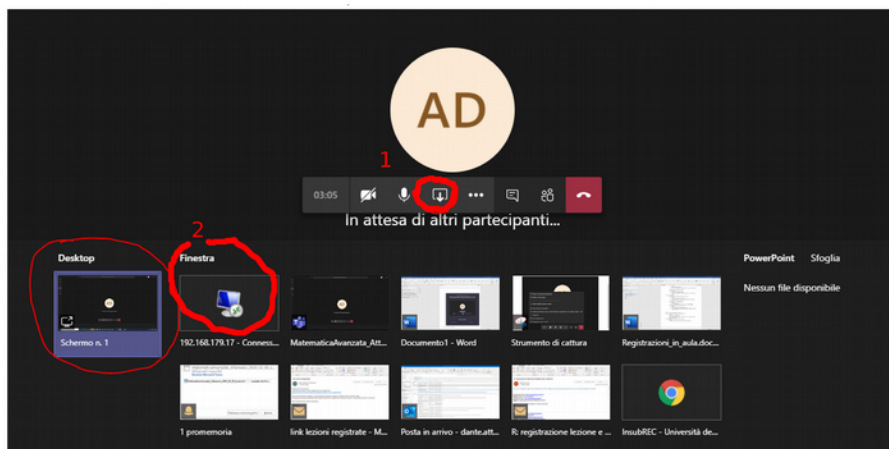 AD
1
03:05
In attesa di altri partecipanti...
2
Desktop
Finestra
PowerPoint Sfoglia
Nessun file disponibile
Schermo n. 1
192.168.179.17 - Conness...
MatematicaAvanzata_Att...
Documento1 - Word
Strumento di cattura
Registrazioni_in_aula.doc...
1 promemoria
link lezioni registrate - M...
Posta in arrivo - dante.att...
R: registrazione lezione e ...
InsubREC - Università de...